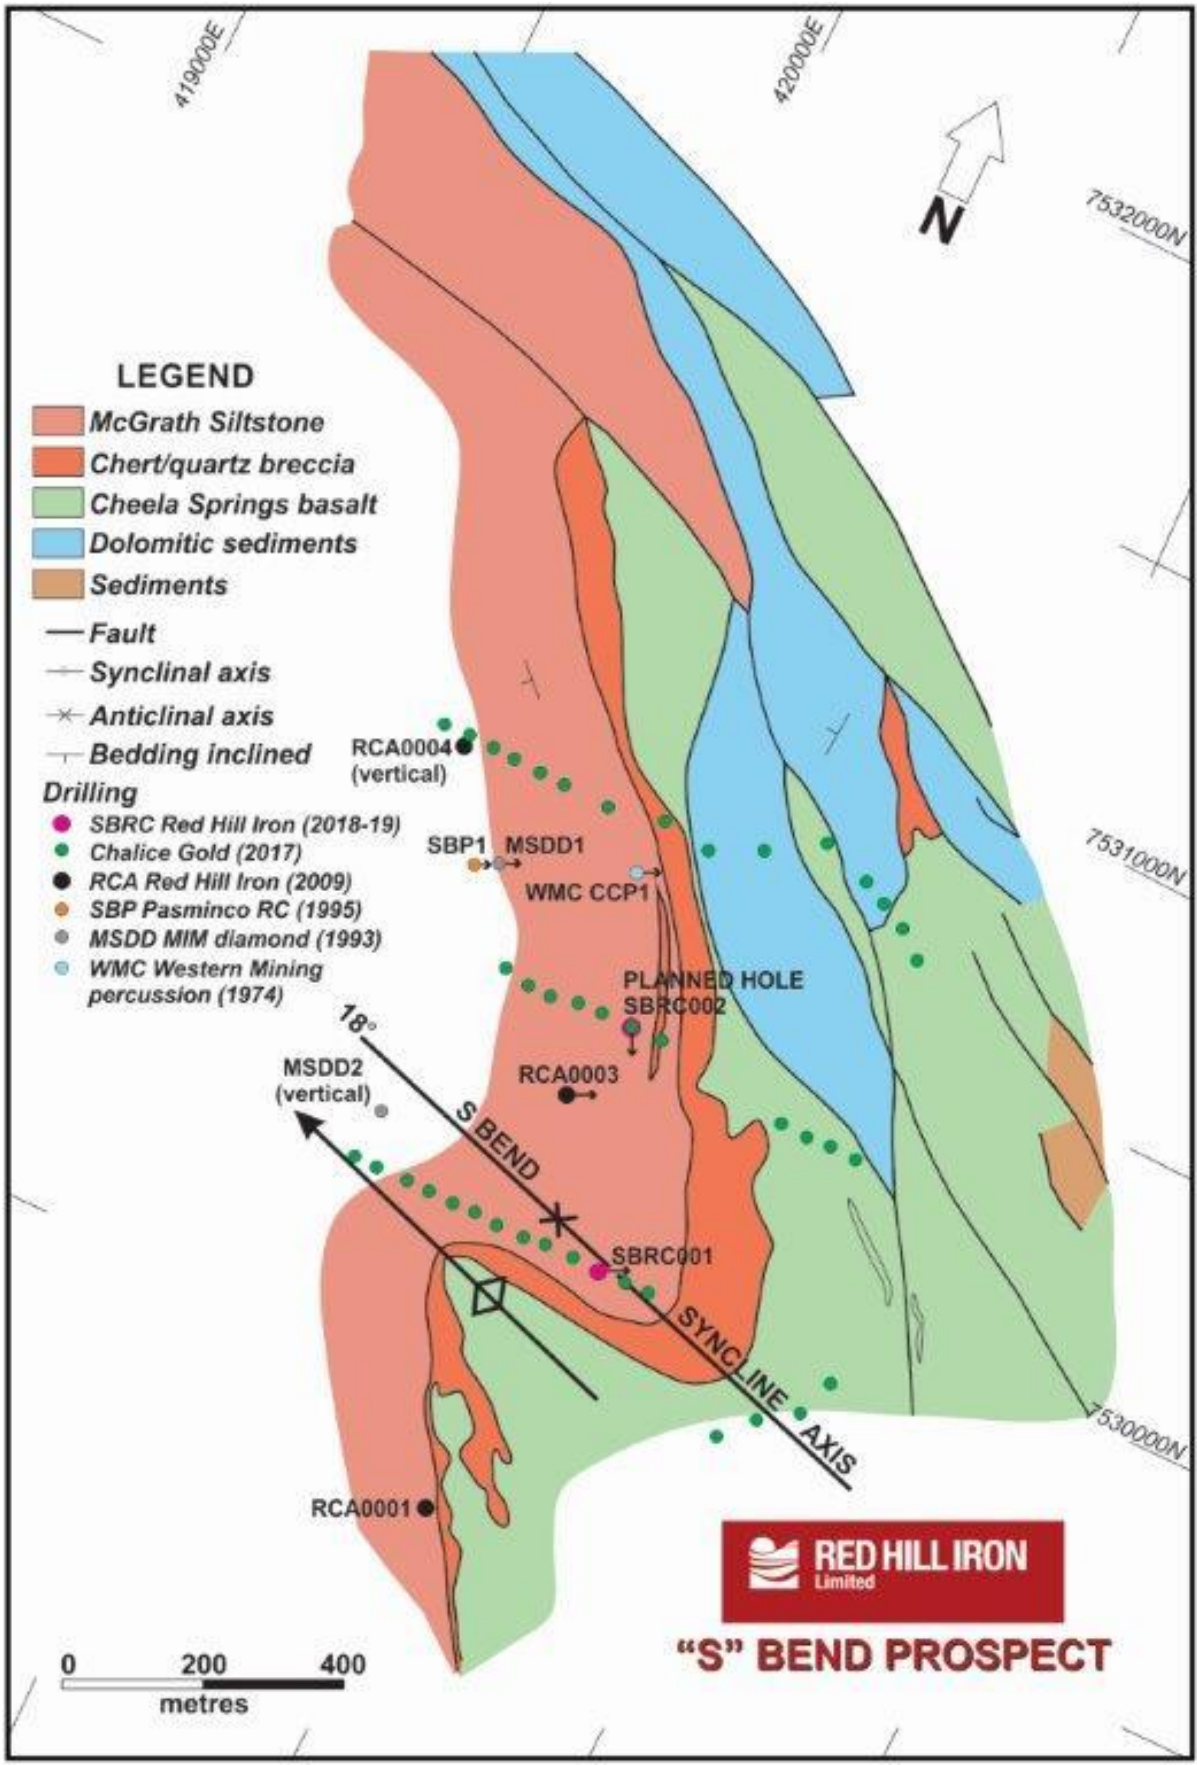 419000E
420000E
7532000N
N
LEGEND
McGrath Siltstone
Chert/quartz breccia
Cheela Springs basalt
Dolomitic sediments
Sediments
Fault
Synclinal axis
Anticlinal axis
Bedding inclined
Drilling
SBRC Red Hill Iron (2018-19)
Chalice Gold (2017)
RCA Red Hill Iron (2009)
SBP Pasminco RC (1995)
MSDD MIM diamond (1993)
WMC Western Mining
percussion (1974)
RCA0004
(vertical)
SBP1
MSDD1
WMC CCP1
7531000N
PLANNED HOLE
SBRC002
18°
MSDD2
(vertical)
RCA0003
S BEND
SBRC001
SYNCLINE AXIS
7530000N
RCA0001
RED HILL IRON
Limited
“S” BEND PROSPECT
0 200 400
metres